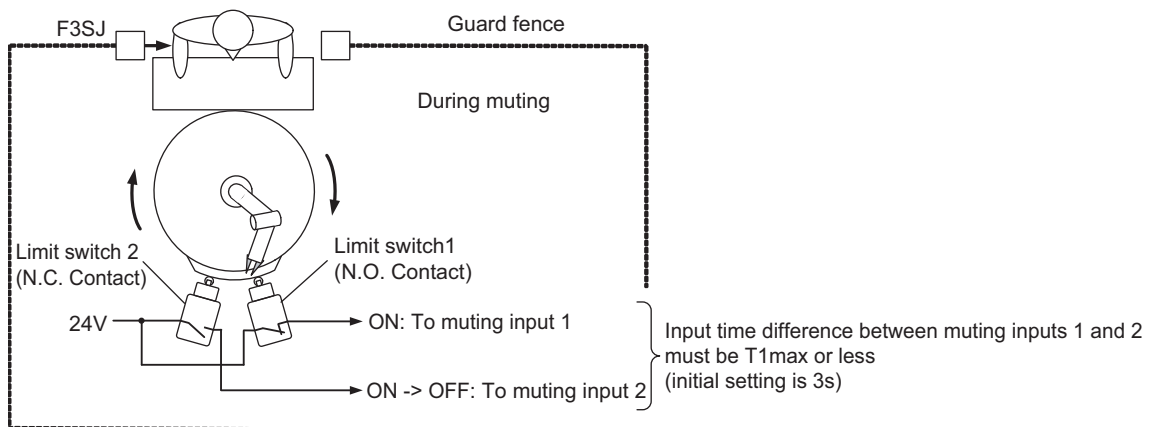 F3SJ
Guard fence
During muting
Limit switch 2
(N.C. Contact)
Limit switch1
(N.O. Contact)
24V
ON: To muting input 1
ON -> OFF: To muting input 2
Input time difference between muting inputs 1 and 2
must be T1max or less
(initial setting is 3s)